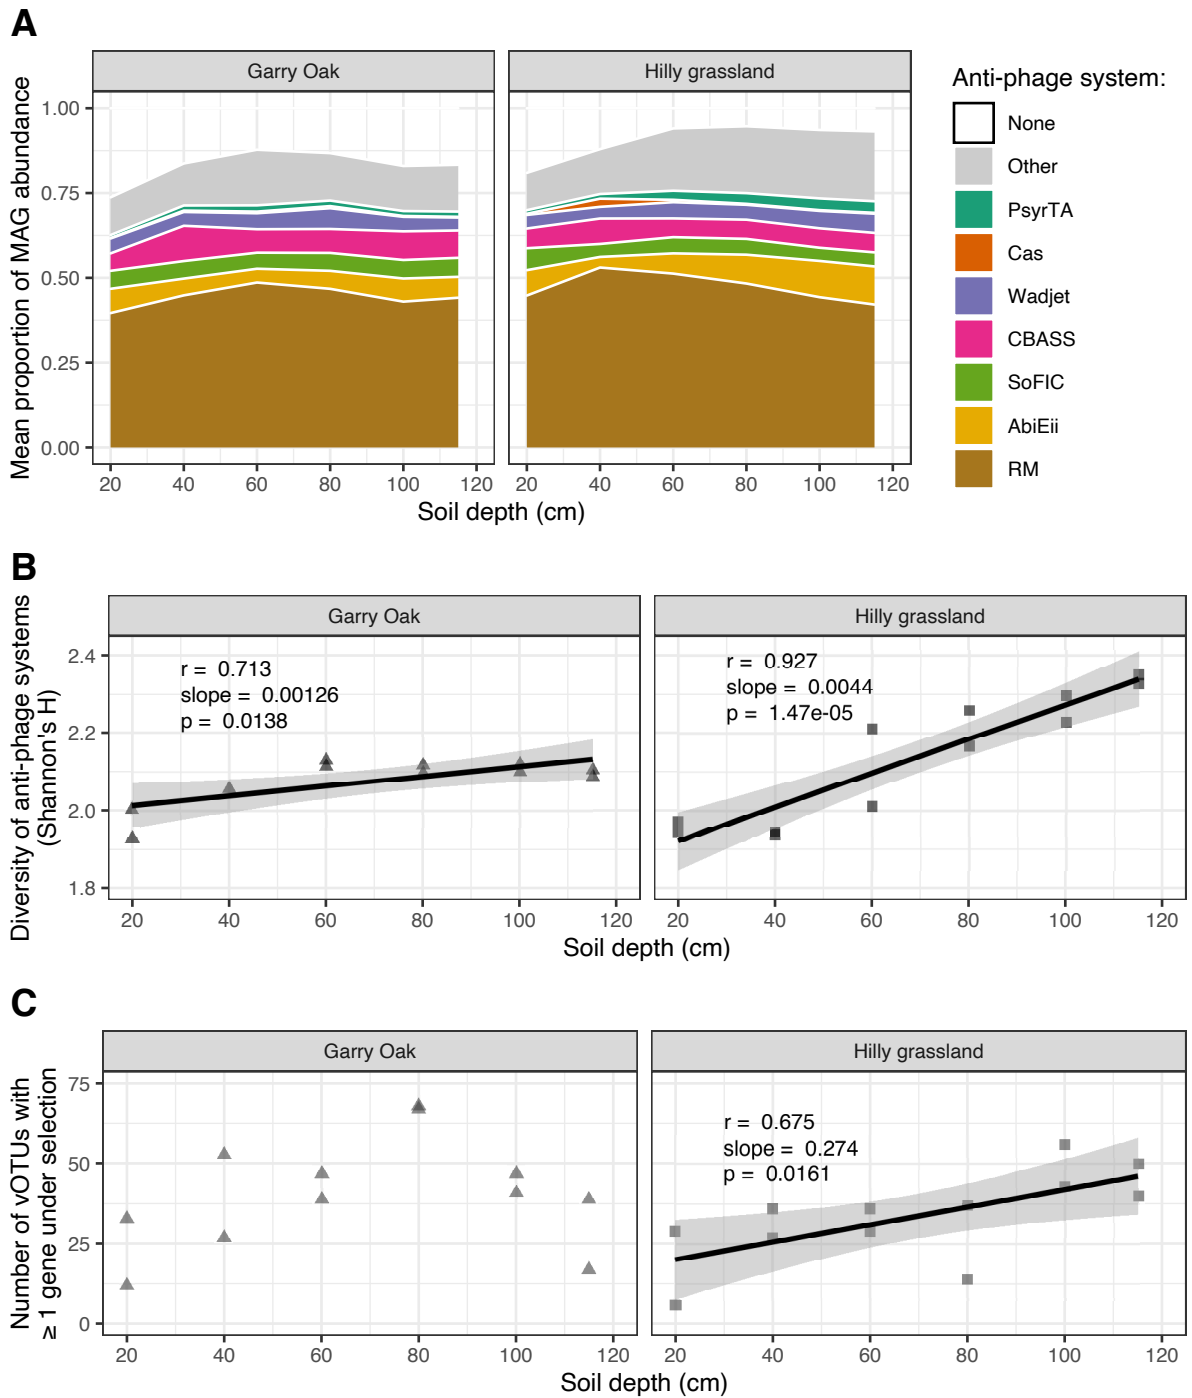 A
Garry Oak
Hilly grassland
Mean proportion of MAG abundance
1.00
0.75
0.50
0.25
0.00
20 40 60 80 100 120
20 40 60 80 100 120
Soil depth (cm)
Anti-phage system:
None
Other
PsyrTA
Cas
Wadjet
CBASS
SoFIC
AbiEii
RM
B
Garry Oak
Hilly grassland
Diversity of anti-phage systems
(Shannon's H)
2.4
2.2
2.0
1.8
r = 0.713
slope = 0.00126
p = 0.0138
r = 0.927
slope = 0.0044
p = 1.47e-05
20 40 60 80 100 120
20 40 60 80 100 120
Soil depth (cm)
C
Garry Oak
Hilly grassland
Number of vOTUs with
≥ 1 gene under selection
75
50
25
0
r = 0.675
slope = 0.274
p = 0.0161
20 40 60 80 100 120
20 40 60 80 100 120
Soil depth (cm)